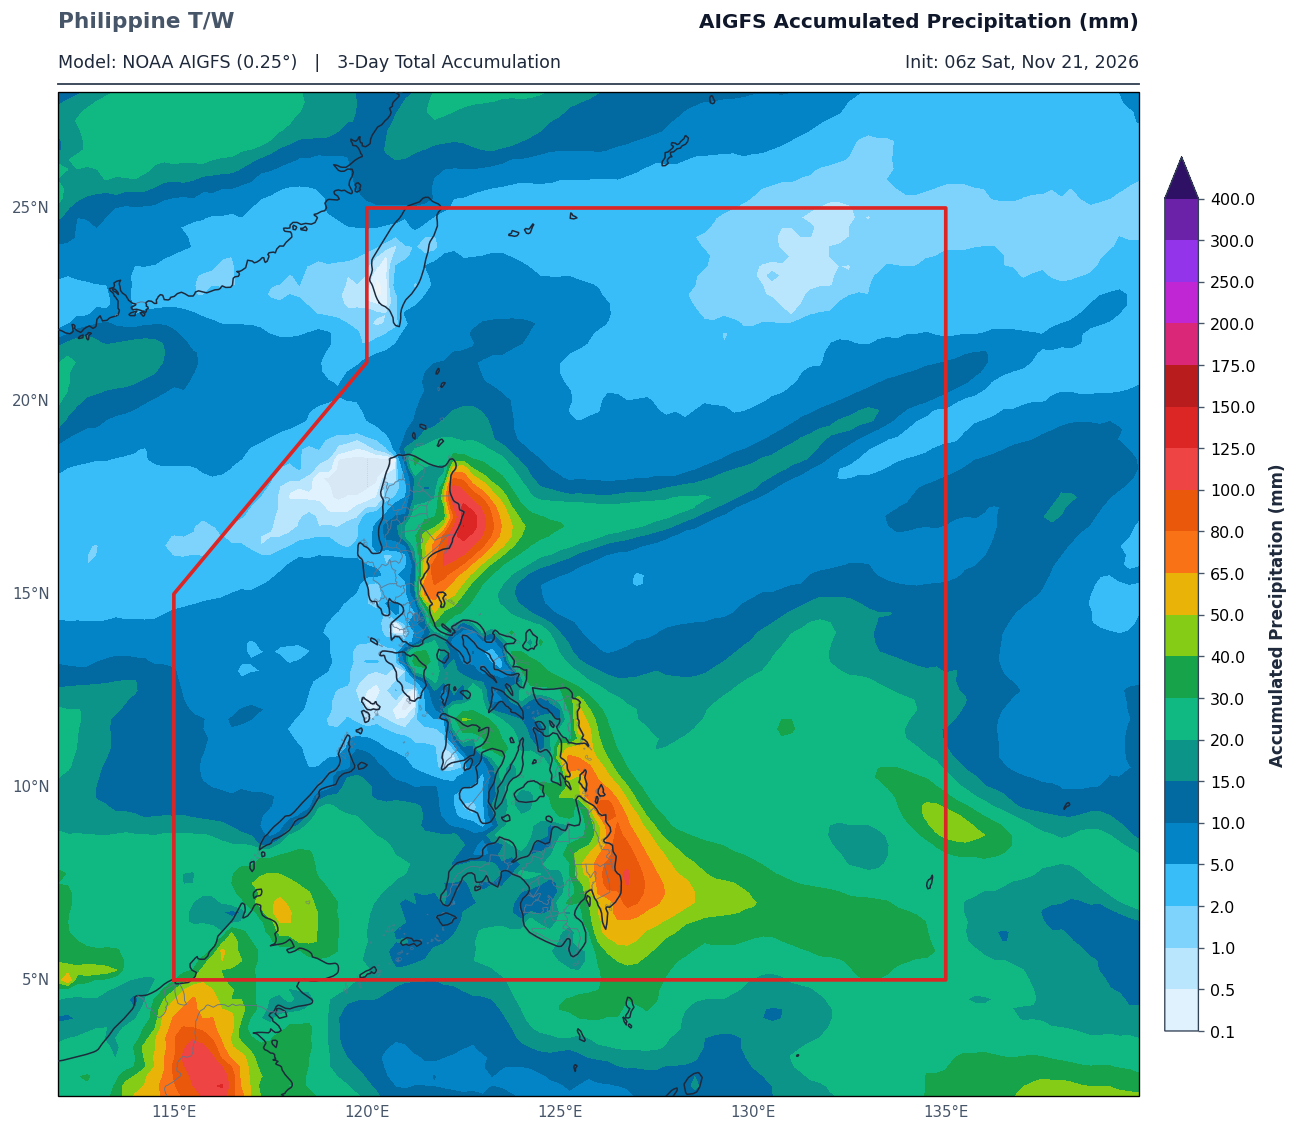 Philippine T/W
AIGFS Accumulated Precipitation (mm)
Model: NOAA AIGFS (0.25°)   |   3-Day Total Accumulation
Init: 06z Sat, Nov 21, 2026
25°N
20°N
15°N
10°N
5°N
115°E
120°E
125°E
130°E
135°E
400.0
300.0
250.0
200.0
175.0
150.0
125.0
100.0
80.0
65.0
50.0
40.0
30.0
20.0
15.0
10.0
5.0
2.0
1.0
0.5
0.1
Accumulated Precipitation (mm)